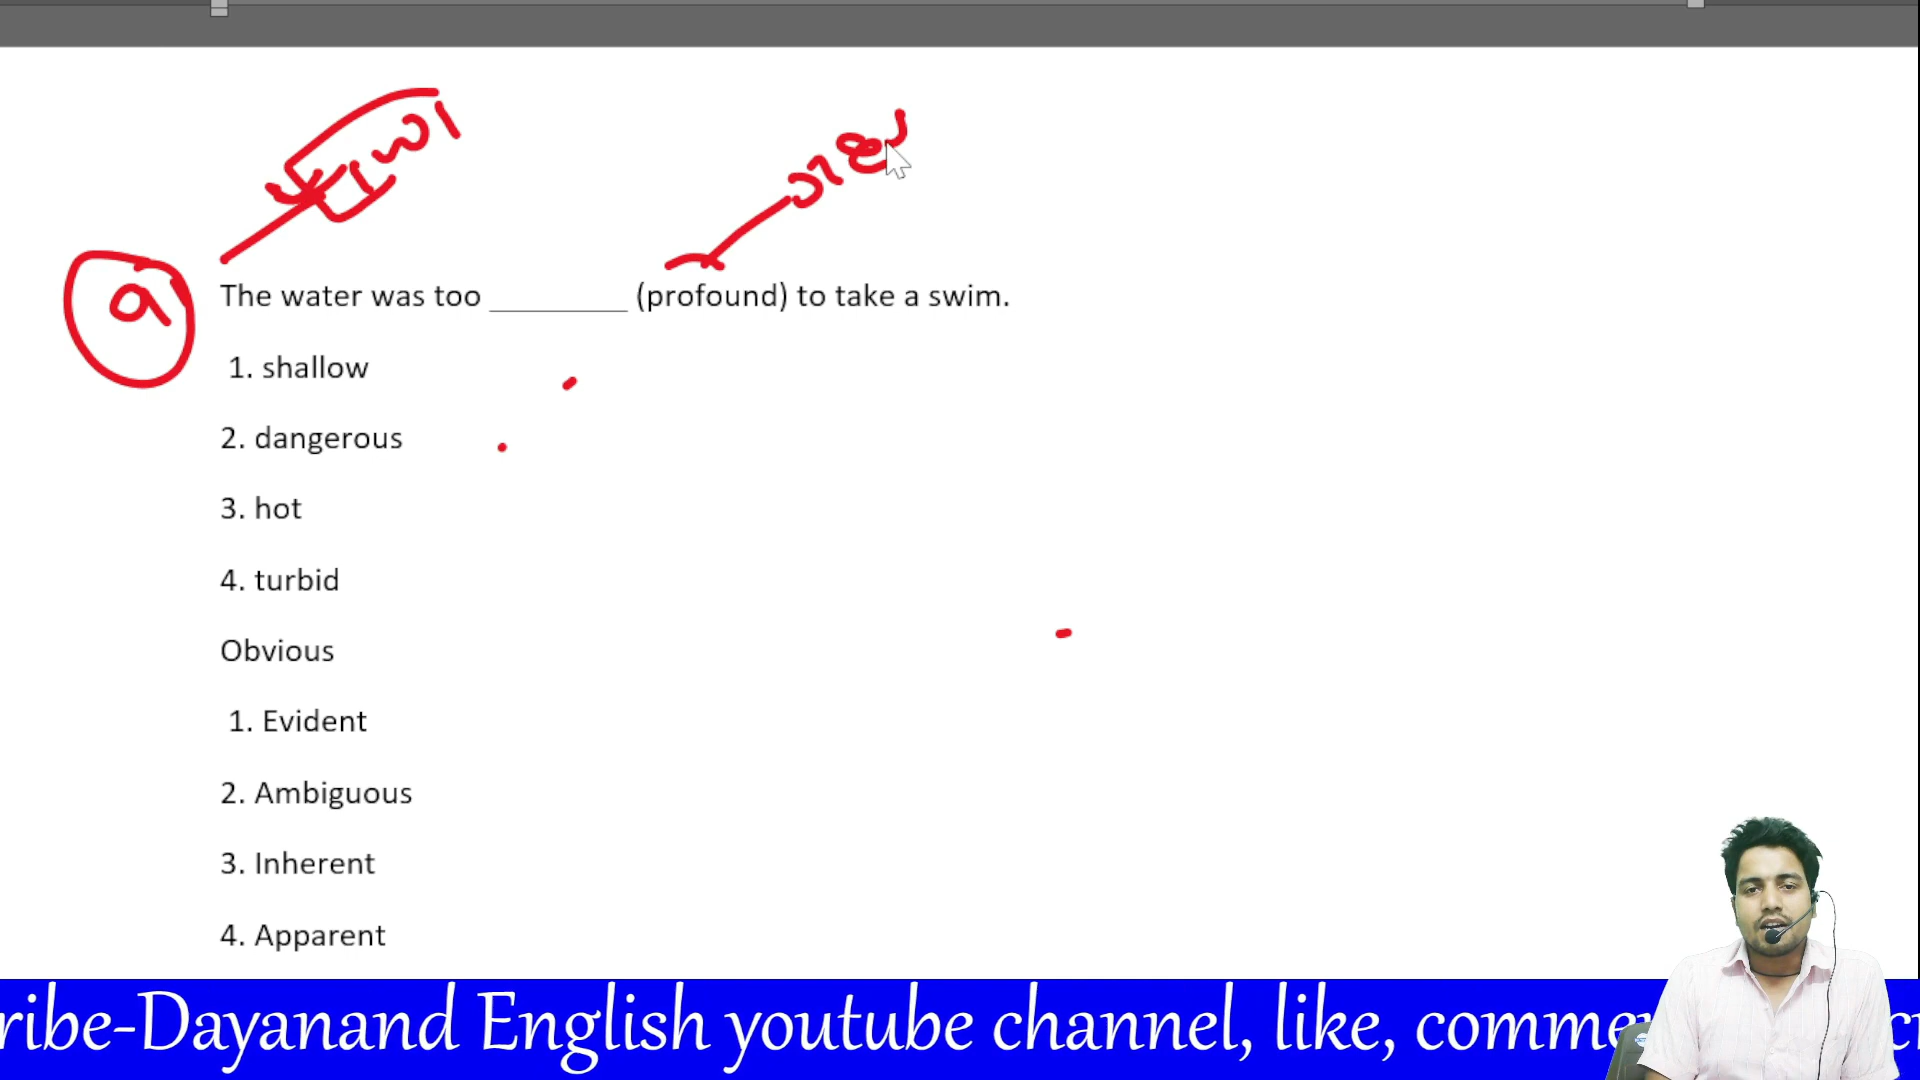 The water was too _________ (profound) to take a swim.
1. shallow
2. dangerous
3. hot
4. turbid
Obvious
1. Evident
2. Ambiguous
3. Inherent
4. Apparent
ribe-Dayanand English youtube channel, like, comme